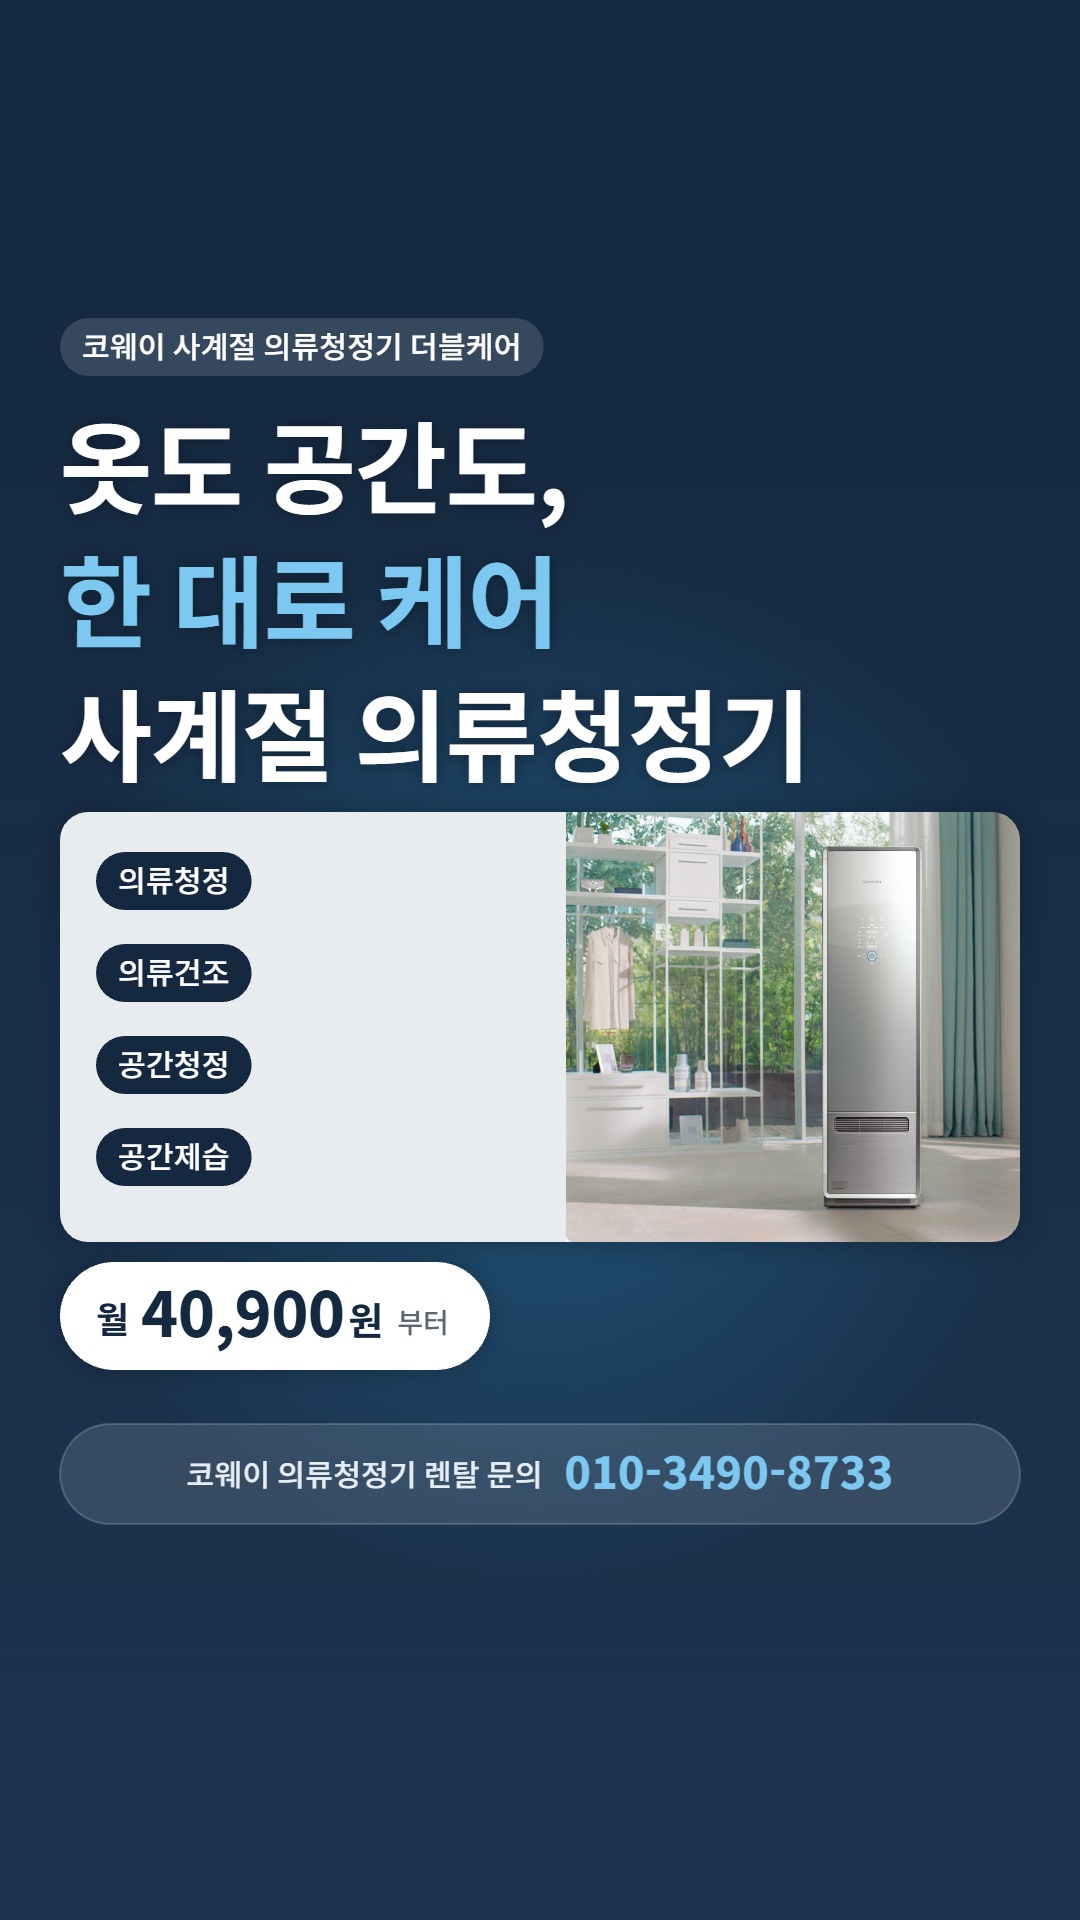 코웨이 사계절 의류청정기 더블케어
옷도 공간도,
한 대로 케어
사계절 의류청정기
의류청정
의류건조
공간청정
공간제습
월 40,900원 부터
코웨이 의류청정기 렌탈 문의 010-3490-8733